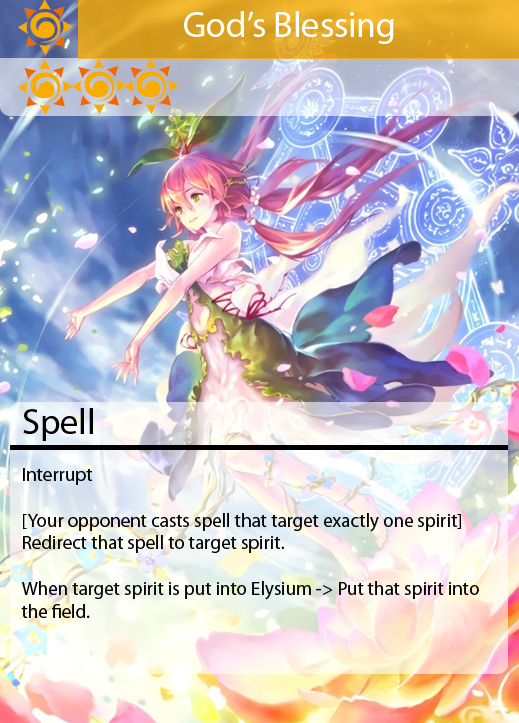 God's Blessing
Spell
Interrupt
[Your opponent casts spell that target exactly one spirit]
Redirect that spell to target spirit.
When target spirit is put into Elysium -> Put that spirit into
the field.